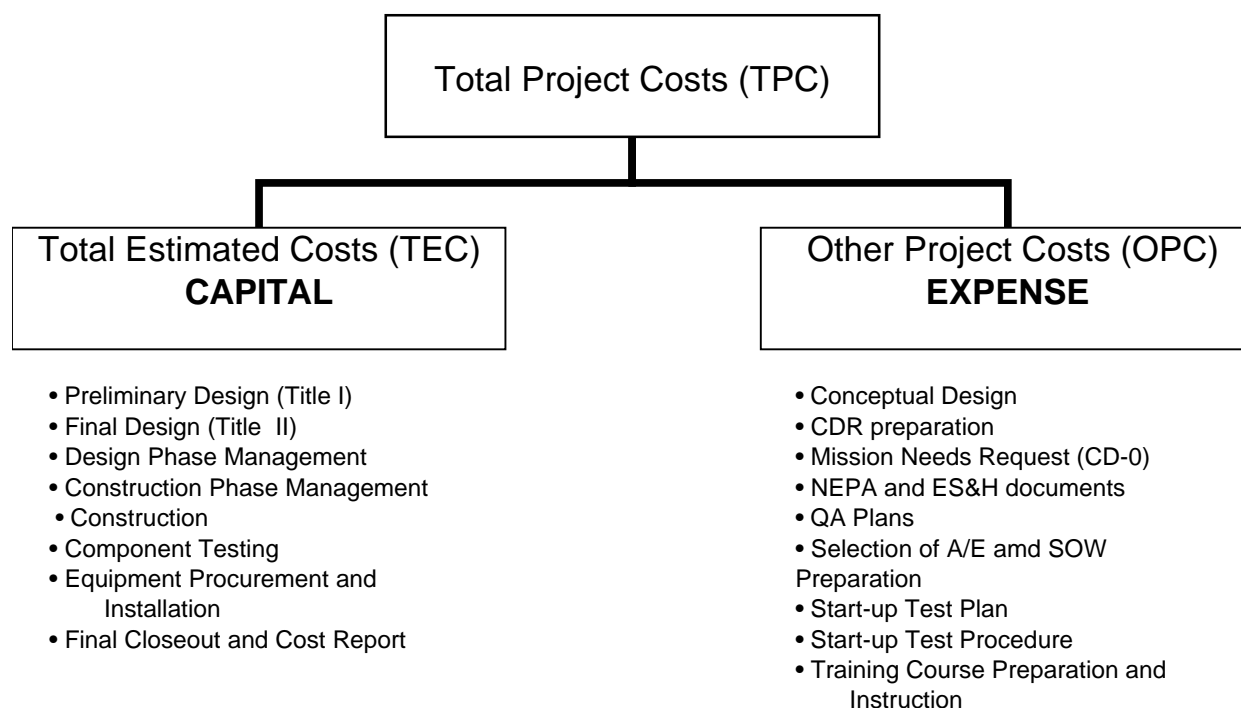 Total Project Costs (TPC)
Total Estimated Costs (TEC)
CAPITAL
• Preliminary Design (Title I)
• Final Design (Title  II)
• Design Phase Management
• Construction Phase Management
• Construction
• Component Testing
• Equipment Procurement and
Installation
• Final Closeout and Cost Report
Other Project Costs (OPC)
EXPENSE
• Conceptual Design
• CDR preparation
• Mission Needs Request (CD-0)
• NEPA and ES&H documents
• QA Plans
• Selection of A/E amd SOW
Preparation
• Start-up Test Plan
• Start-up Test Procedure
• Training Course Preparation and
Instruction